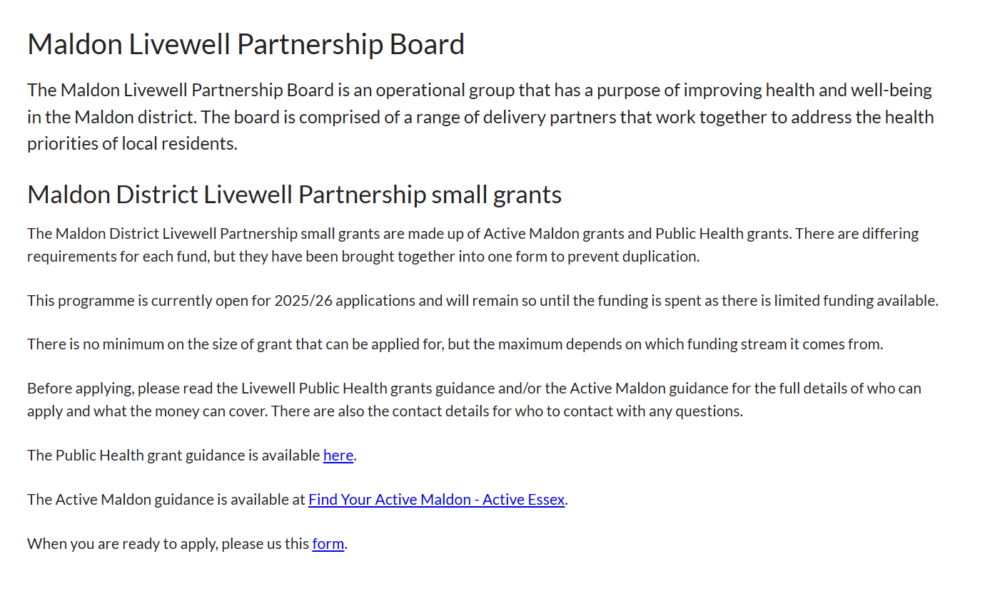 Maldon Livewell Partnership Board
The Maldon Livewell Partnership Board is an operational group that has a purpose of improving health and well-being
in the Maldon district. The board is comprised of a range of delivery partners that work together to address the health
priorities of local residents.
Maldon District Livewell Partnership small grants
The Maldon District Livewell Partnership small grants are made up of Active Maldon grants and Public Health grants. There are differing
requirements for each fund, but they have been brought together into one form to prevent duplication.
This programme is currently open for 2025/26 applications and will remain so until the funding is spent as there is limited funding available.
There is no minimum on the size of grant that can be applied for, but the maximum depends on which funding stream it comes from.
Before applying, please read the Livewell Public Health grants guidance and/or the Active Maldon guidance for the full details of who can
apply and what the money can cover. There are also the contact details for who to contact with any questions.
The Public Health grant guidance is available here.
The Active Maldon guidance is available at Find Your Active Maldon - Active Essex.
When you are ready to apply, please us this form.